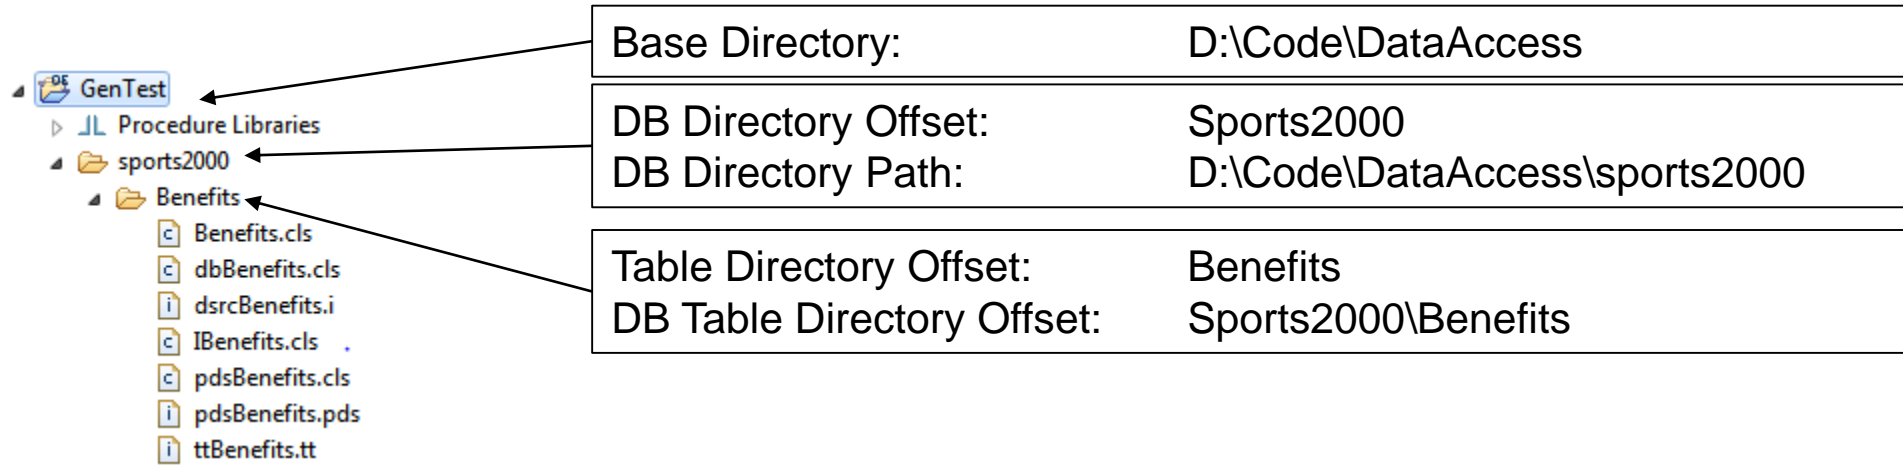 GenTest
Procedure Libraries
sports2000
Benefits
Benefits.cls
dbBenefits.cls
dsrcBenefits.i
IBenefits.cls
pdsBenefits.cls
pdsBenefits.pds
ttBenefits.tt
Base Directory: D:\Code\DataAccess
DB Directory Offset: Sports2000
DB Directory Path: D:\Code\DataAccess\sports2000
Table Directory Offset: Benefits
DB Table Directory Offset: Sports2000\Benefits